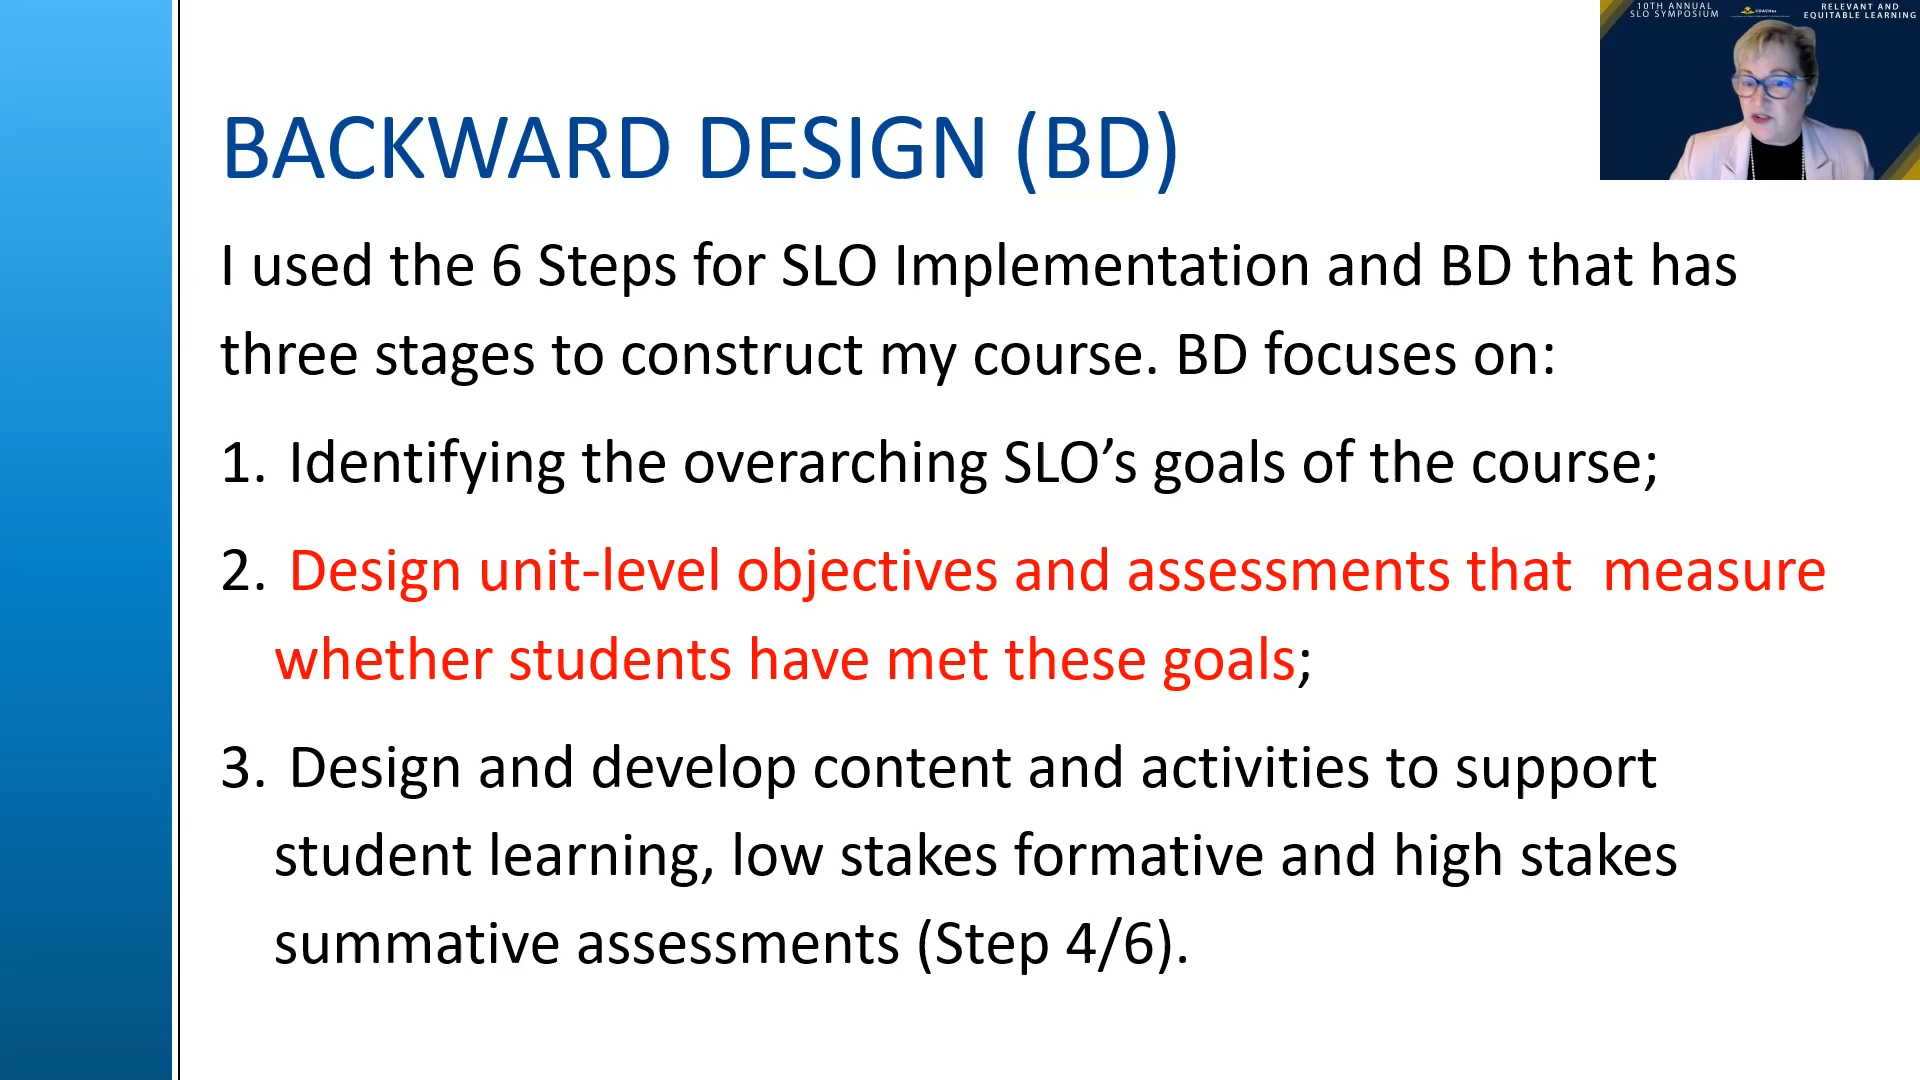 10TH ANNUAL
SLO SYMPOSIUM
COACHes
RELEVANT AND
EQUITABLE LEARNING
BACKWARD DESIGN (BD)
I used the 6 Steps for SLO Implementation and BD that has
three stages to construct my course. BD focuses on:
1. Identifying the overarching SLO’s goals of the course;
2. Design unit-level objectives and assessments that  measure
whether students have met these goals;
3. Design and develop content and activities to support
student learning, low stakes formative and high stakes
summative assessments (Step 4/6).